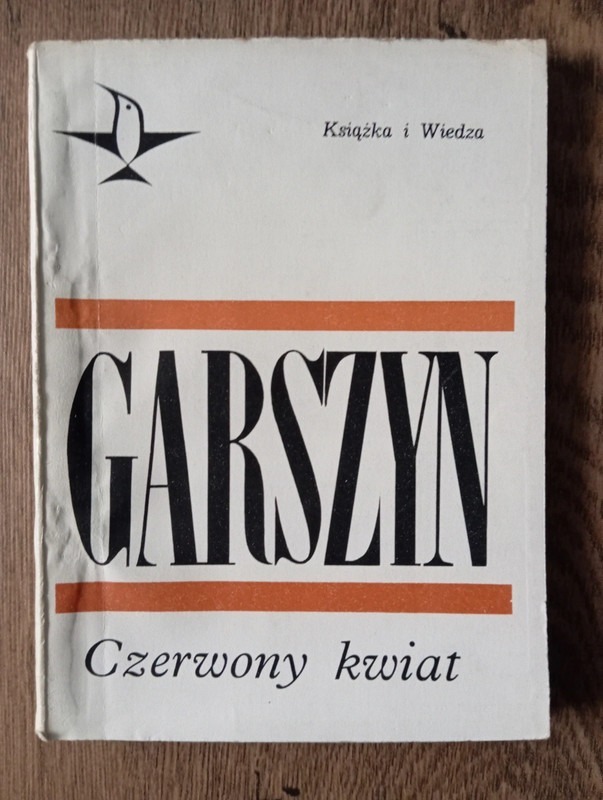 Książka i Wiedza
GARSZYN
Czerwony kwiat